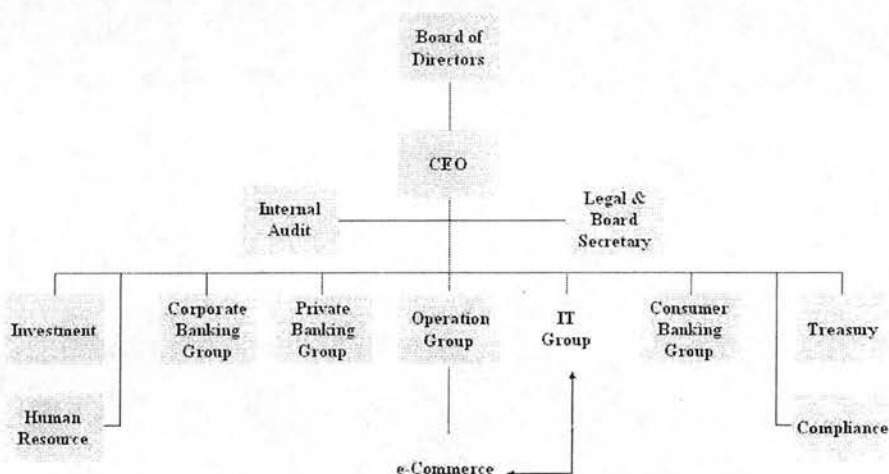 Board of
Directors
CEO
Internal
Audit
Legal &
Board
Secretary
Investment
Corporate
Banking
Group
Private
Banking
Group
Operation
Group
IT
Group
Consumer
Banking
Group
Treasury
Human
Resource
Compliance
e-Commerce